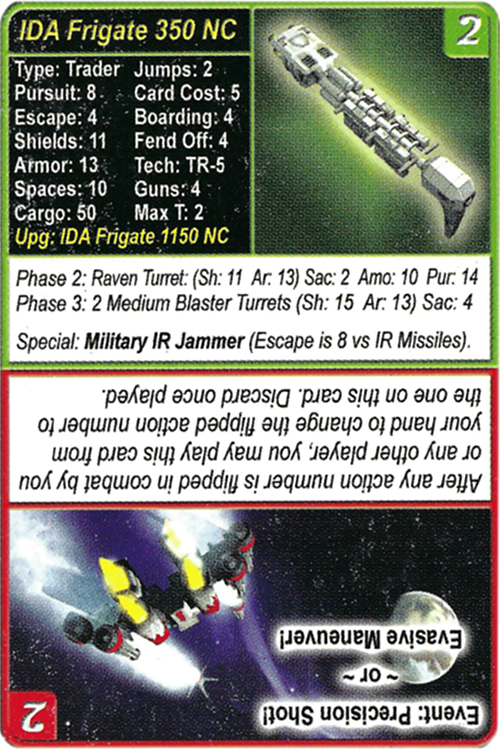 IDA Frigate 350 NC
2
Type: Trader Jumps: 2
Pursuit: 8 Card Cost: 5
Escape: 4 Boarding: 4
Shields: 11 Fend Off: 4
Armor: 13 Tech: TR-5
Spaces: 10 Guns: 4
Cargo: 50 Max T: 2
Upg: IDA Frigate 1150 NC
Phase 2: Raven Turret: (Sh: 11 Ar: 13) Sac: 2 Amo: 10 Pur: 14
Phase 3: 2 Medium Blaster Turrets (Sh: 15 Ar: 13) Sac: 4
Special: Military IR Jammer (Escape is 8 vs IR Missiles).
2
Event: Precision Shot!
~ or ~
Evasive Maneuver!
After any action number is flipped in combat by you
or any other player, you may play this card from
your hand to change the flipped action number to
the one on this card. Discard once played.